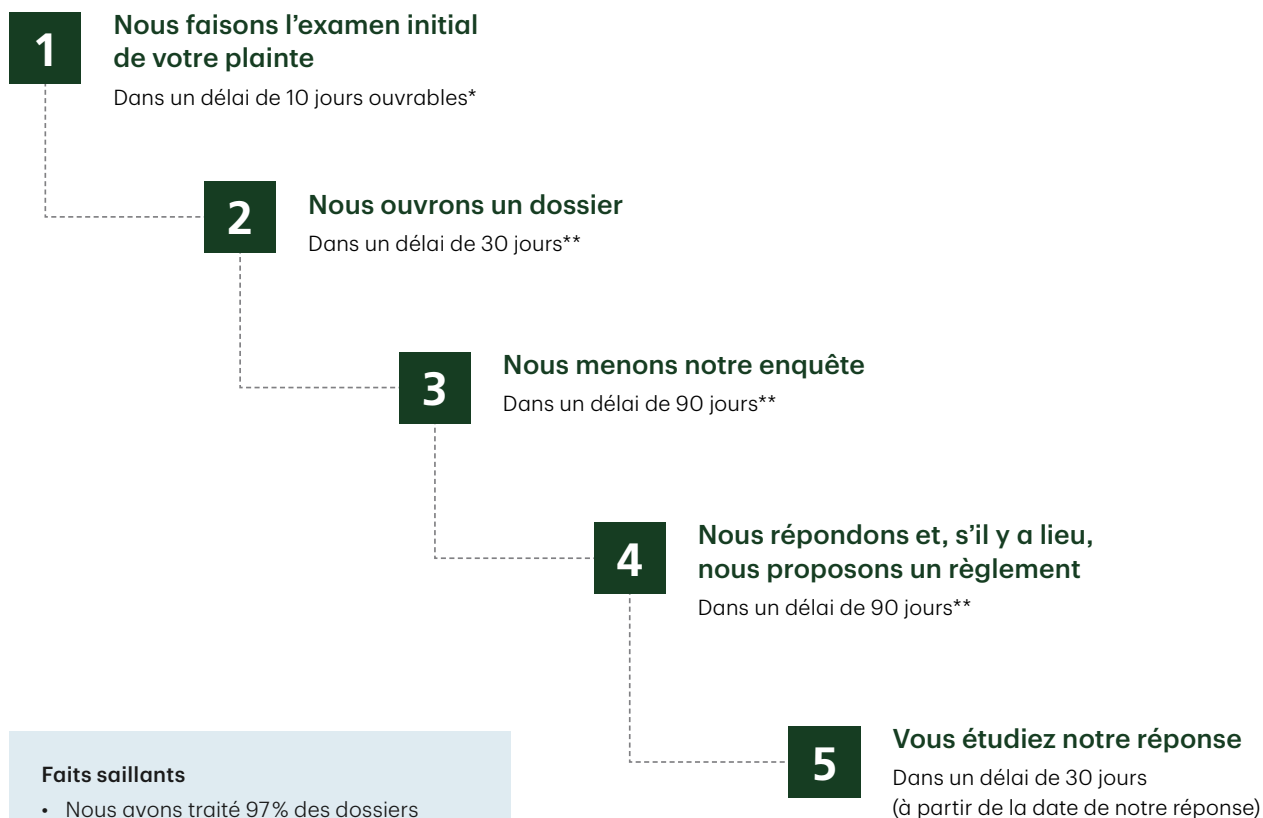 1
Nous faisons l'examen initial
de votre plainte
Dans un délai de 10 jours ouvrables*
2
Nous ouvrons un dossier
Dans un délai de 30 jours**
3
Nous menons notre enquête
Dans un délai de 90 jours**
4
Nous répondons et, s'il y a lieu,
nous proposons un règlement
Dans un délai de 90 jours**
5
Vous étudiez notre réponse
Dans un délai de 30 jours
(à partir de la date de notre réponse)
Faits saillants
• Nous avons traité 97% des dossiers